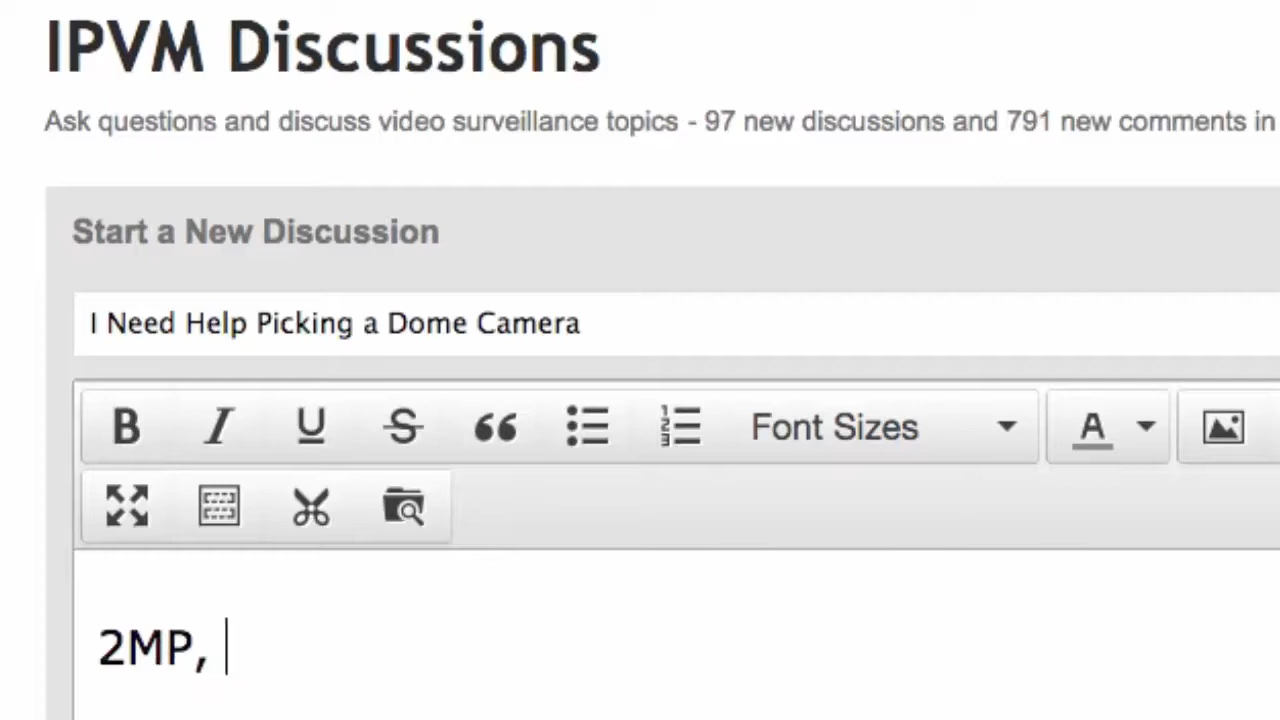 IPVM Discussions
Ask questions and discuss video surveillance topics - 97 new discussions and 791 new comments in
Start a New Discussion
I Need Help Picking a Dome Camera
B I U S Font Sizes A
2MP,